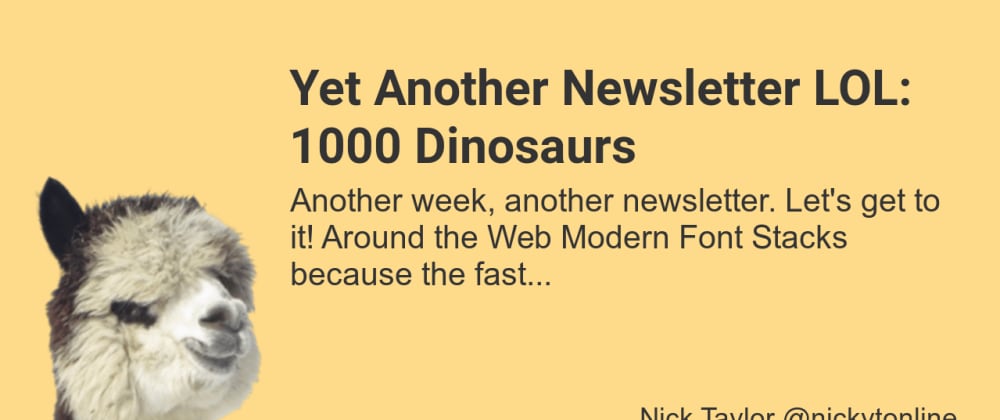 Yet Another Newsletter LOL:
1000 Dinosaurs
Another week, another newsletter. Let's get to
it! Around the Web Modern Font Stacks
because the fast...
Nick Taylor @nickytonline